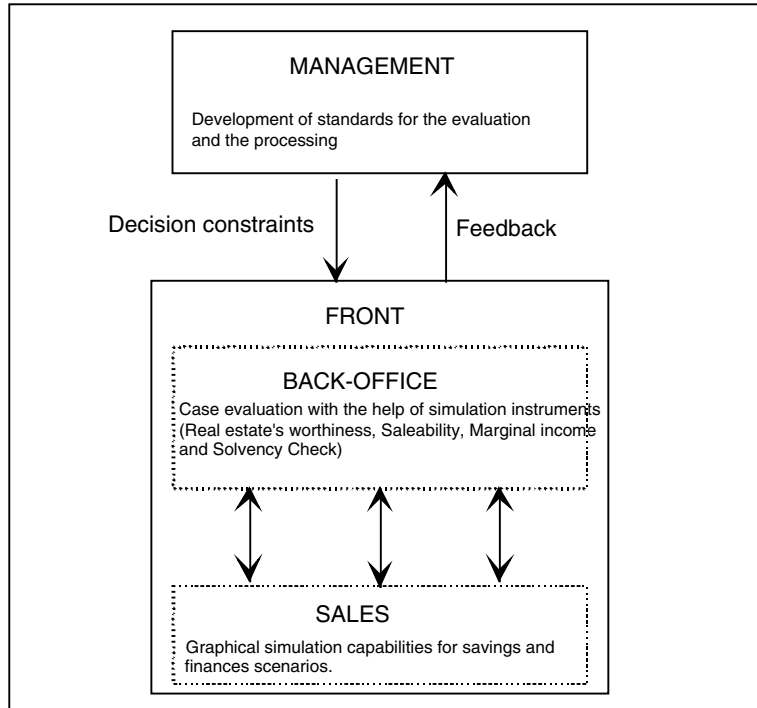 MANAGEMENT
Development of standards for the evaluation
and the processing
Decision constraints
Feedback
FRONT
BACK-OFFICE
Case evaluation with the help of simulation instruments
(Real estate's worthiness, Saleability, Marginal income
and Solvency Check)
SALES
Graphical simulation capabilities for savings and
finances scenarios.